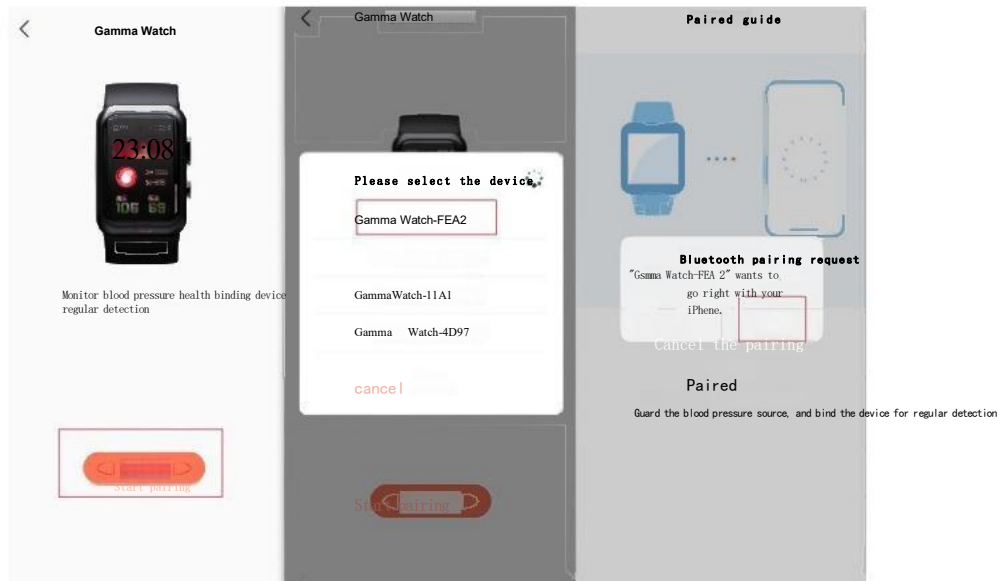 Gamma Watch
23:08
106 69
Monitor blood pressure health binding device
regular detection
Start pairing
Gamma Watch
Please select the device
Gamma Watch-FEA2
GammaWatch-11A1
Gamma Watch-4D97
cancel
Start pairing
Paired guide
Bluetooth pairing request
"Gsmma Watch-FEA 2" wants to
go right with your
iPhene.
Cancel the pairing
Paired
Guard the blood pressure source, and bind the device for regular detection